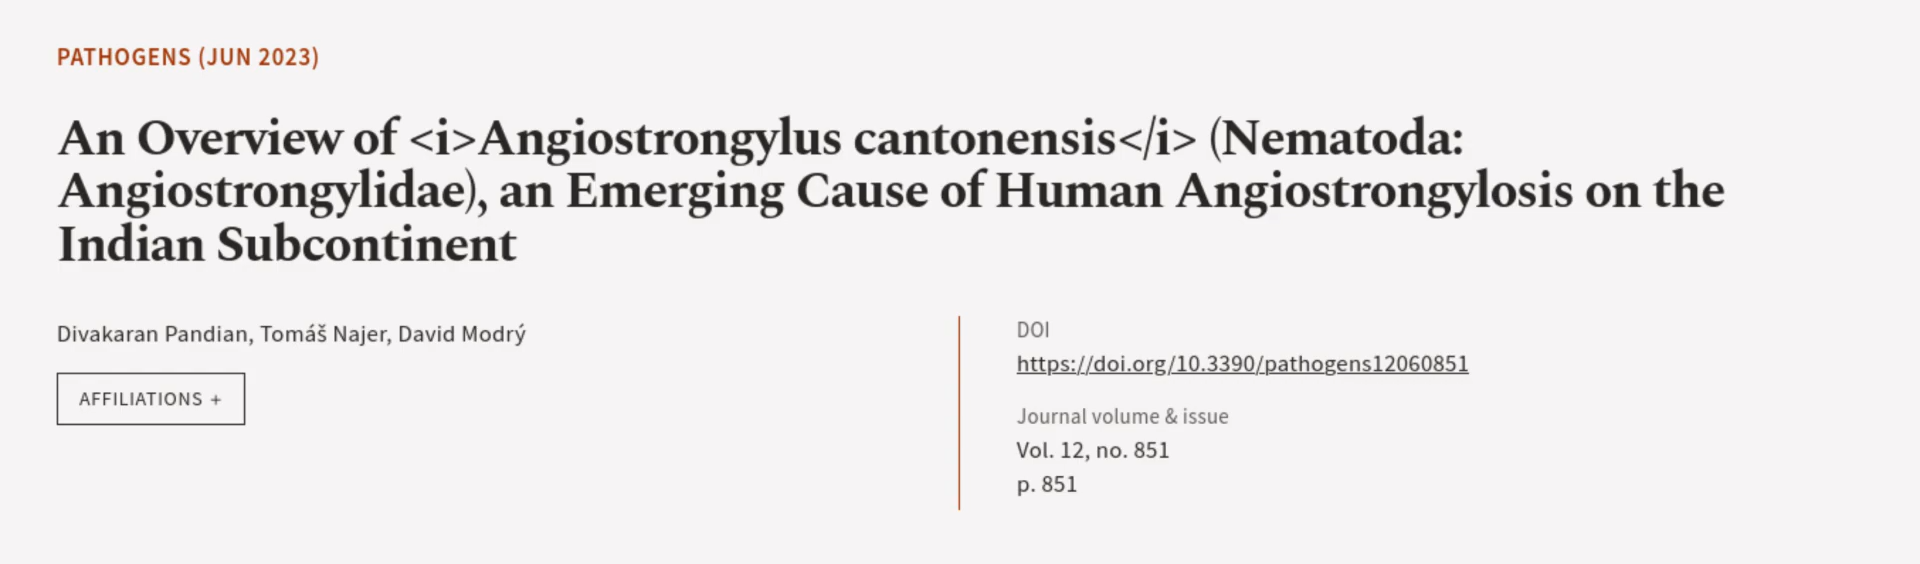 PATHOGENS (JUN 2023)
An Overview of <i>Angiostrongylus cantonensis</i> (Nematoda:
Angiostrongylidae), an Emerging Cause of Human Angiostrongylosis on the
Indian Subcontinent
Divakaran Pandian, Tomáš Najer, David Modrý
AFFILIATIONS +
DOI
https://doi.org/10.3390/pathogens12060851
Journal volume & issue
Vol. 12, no. 851
p. 851